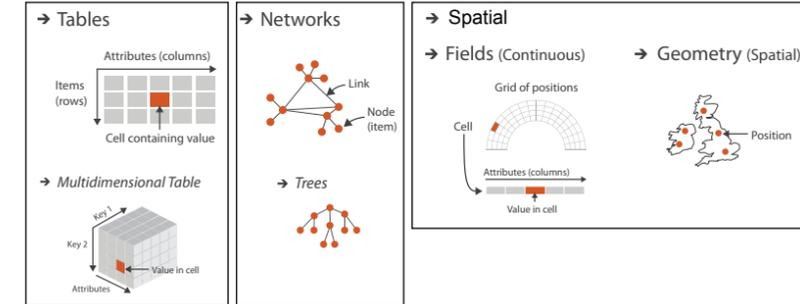 → Tables
Attributes (columns)
Items
(rows)
Cell containing value
→ Multidimensional Table
Key 1
Key 2
Value in cell
Attributes
→ Networks
Link
Node
(item)
→ Trees
→ Spatial
→ Fields (Continuous)
Grid of positions
Cell
Attributes (columns)
Value in cell
→ Geometry (Spatial)
Position